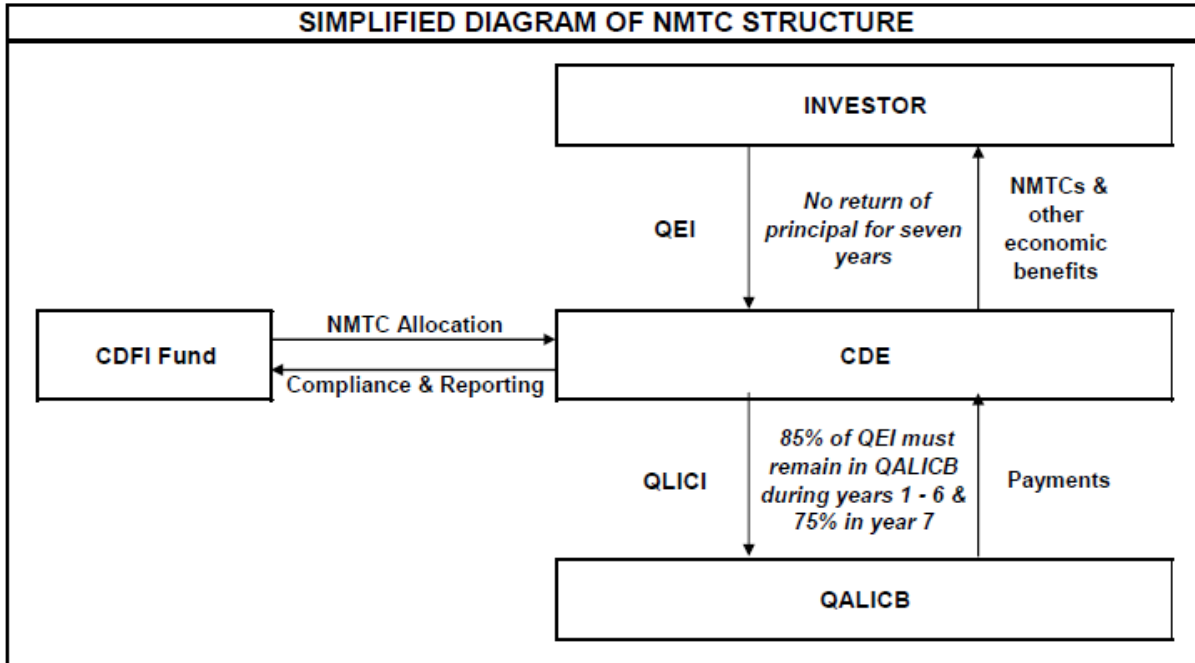 SIMPLIFIED DIAGRAM OF NMTC STRUCTURE
INVESTOR
QEI
No return of
principal for seven
years
NMTCs &
other
economic
benefits
CDFI Fund
NMTC Allocation
Compliance & Reporting
CDE
QLICI
85% of QEI must
remain in QALICB
during years 1 - 6 &
75% in year 7
Payments
QALICB